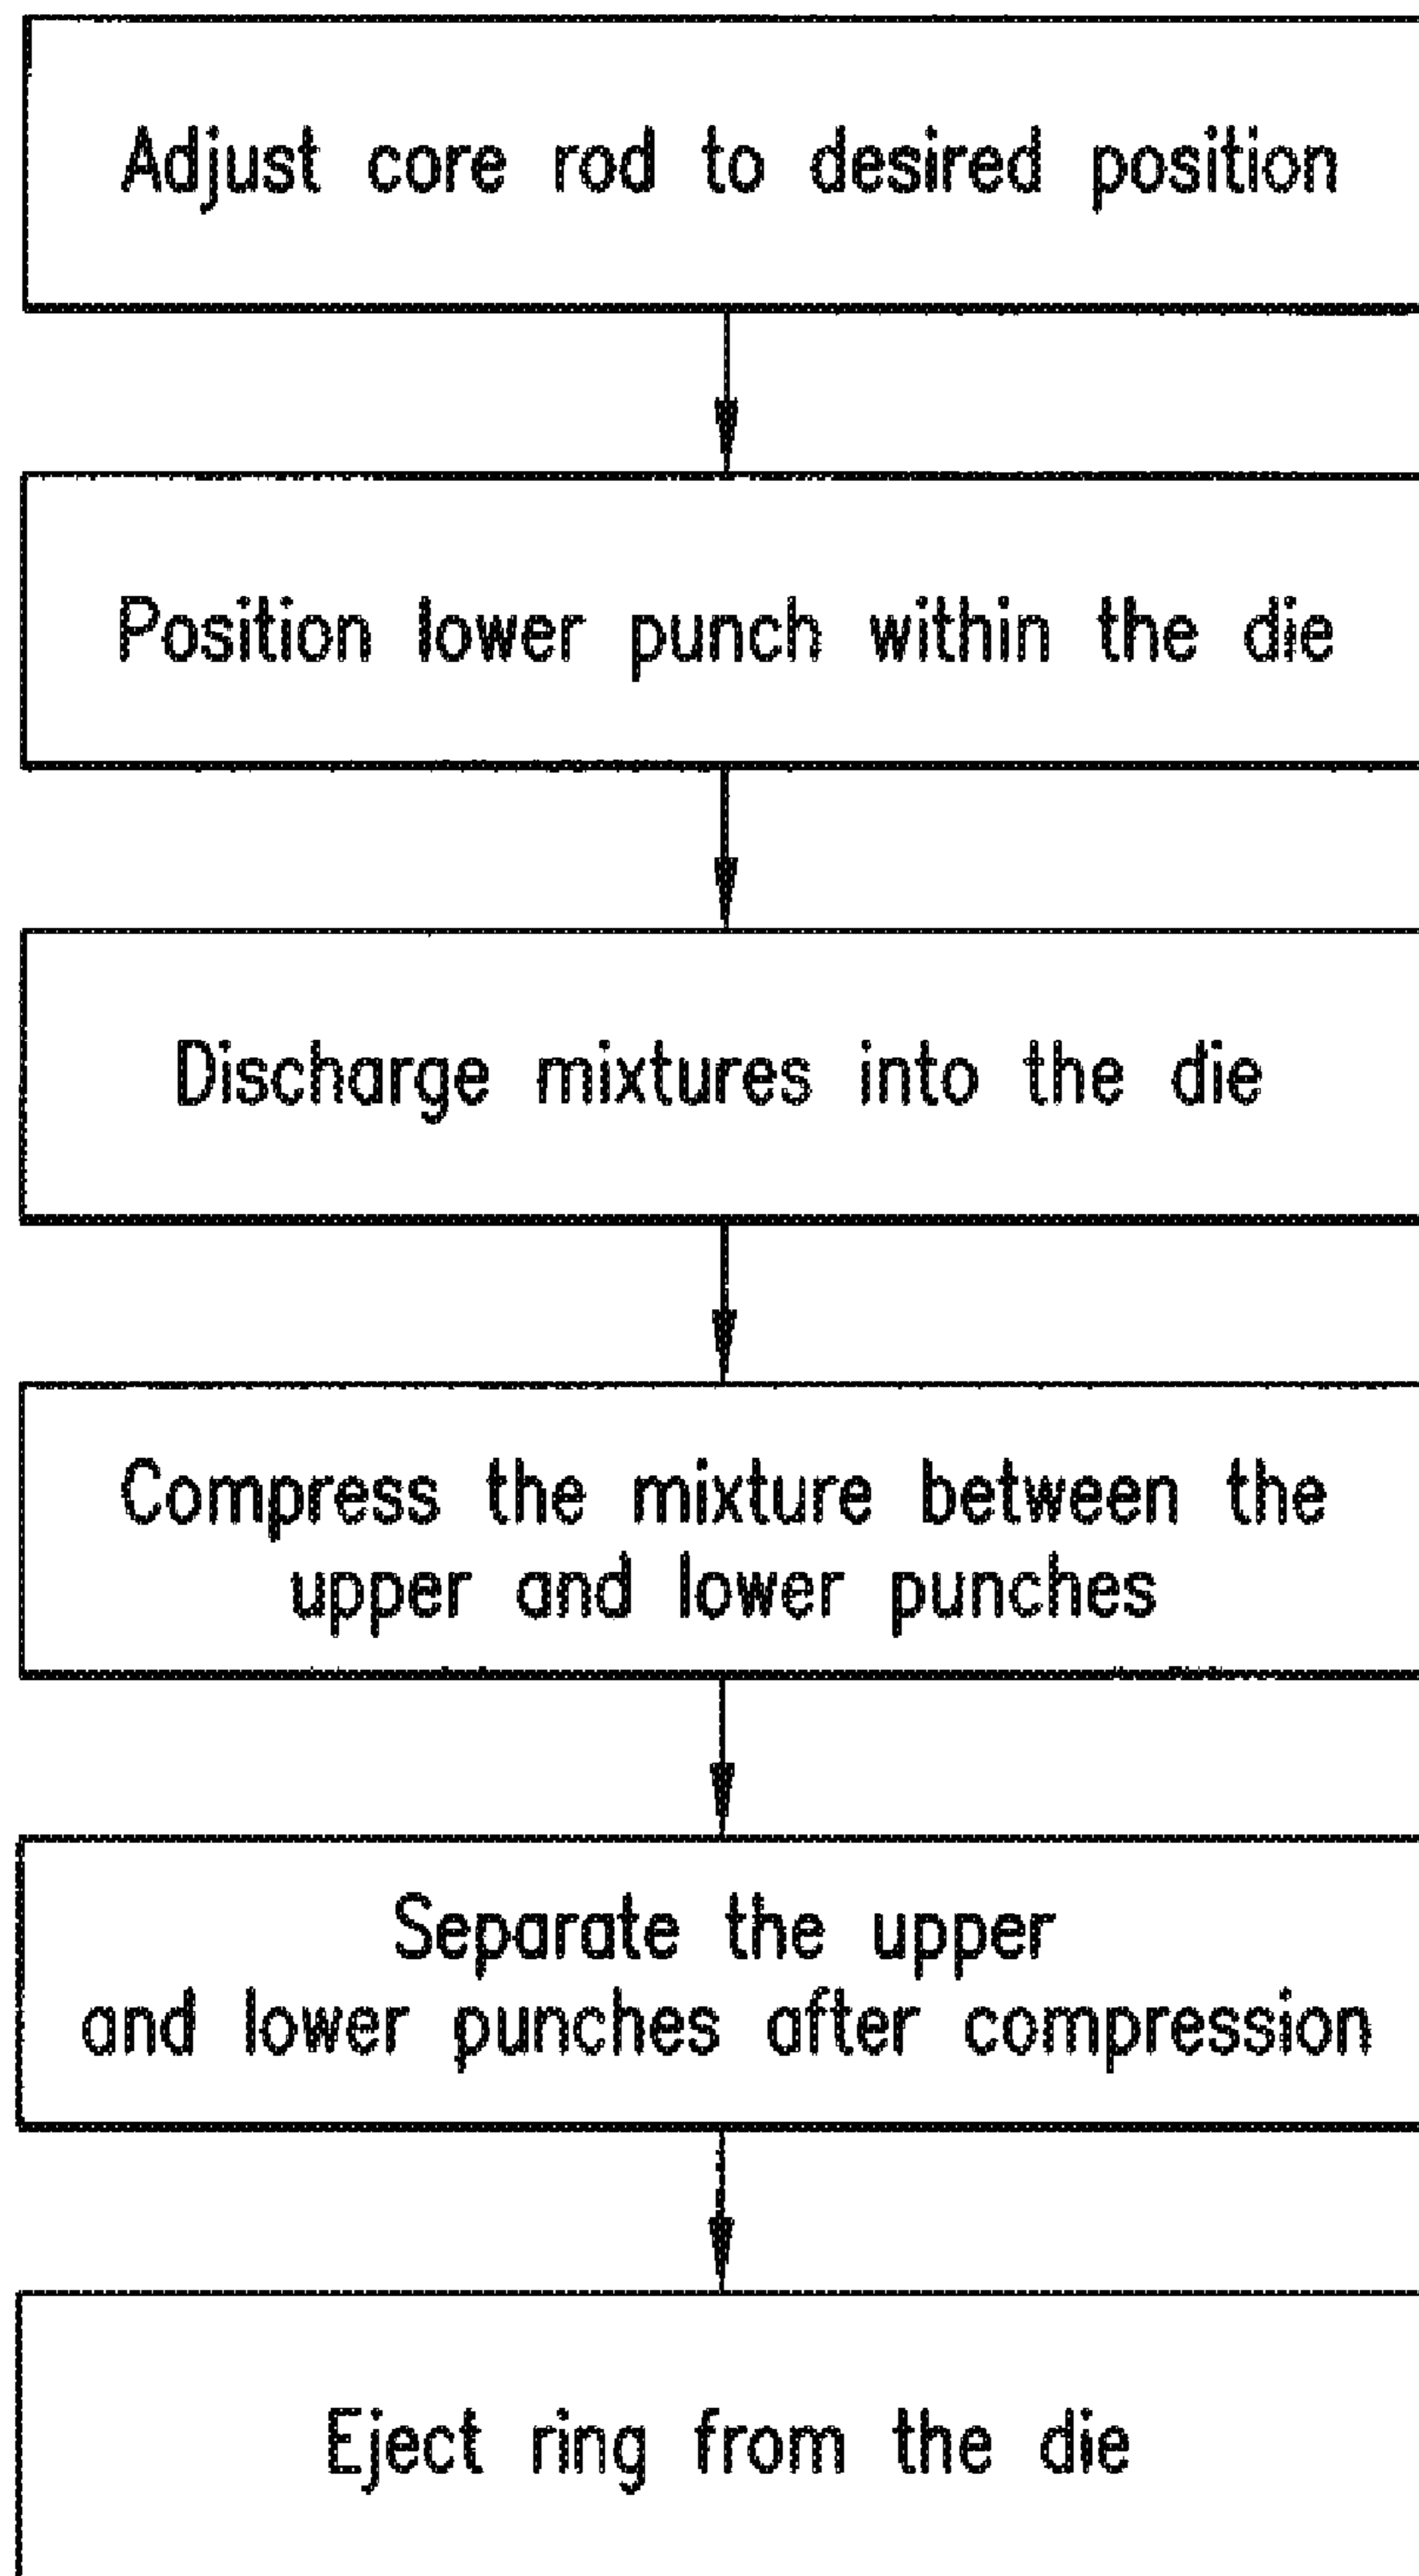 Adjust core rod to desired position
Position lower punch within the die
Discharge mixtures into the die
Compress the mixture between the
upper and lower punches
Separate the upper
and lower punches after compression
Eject ring from the die